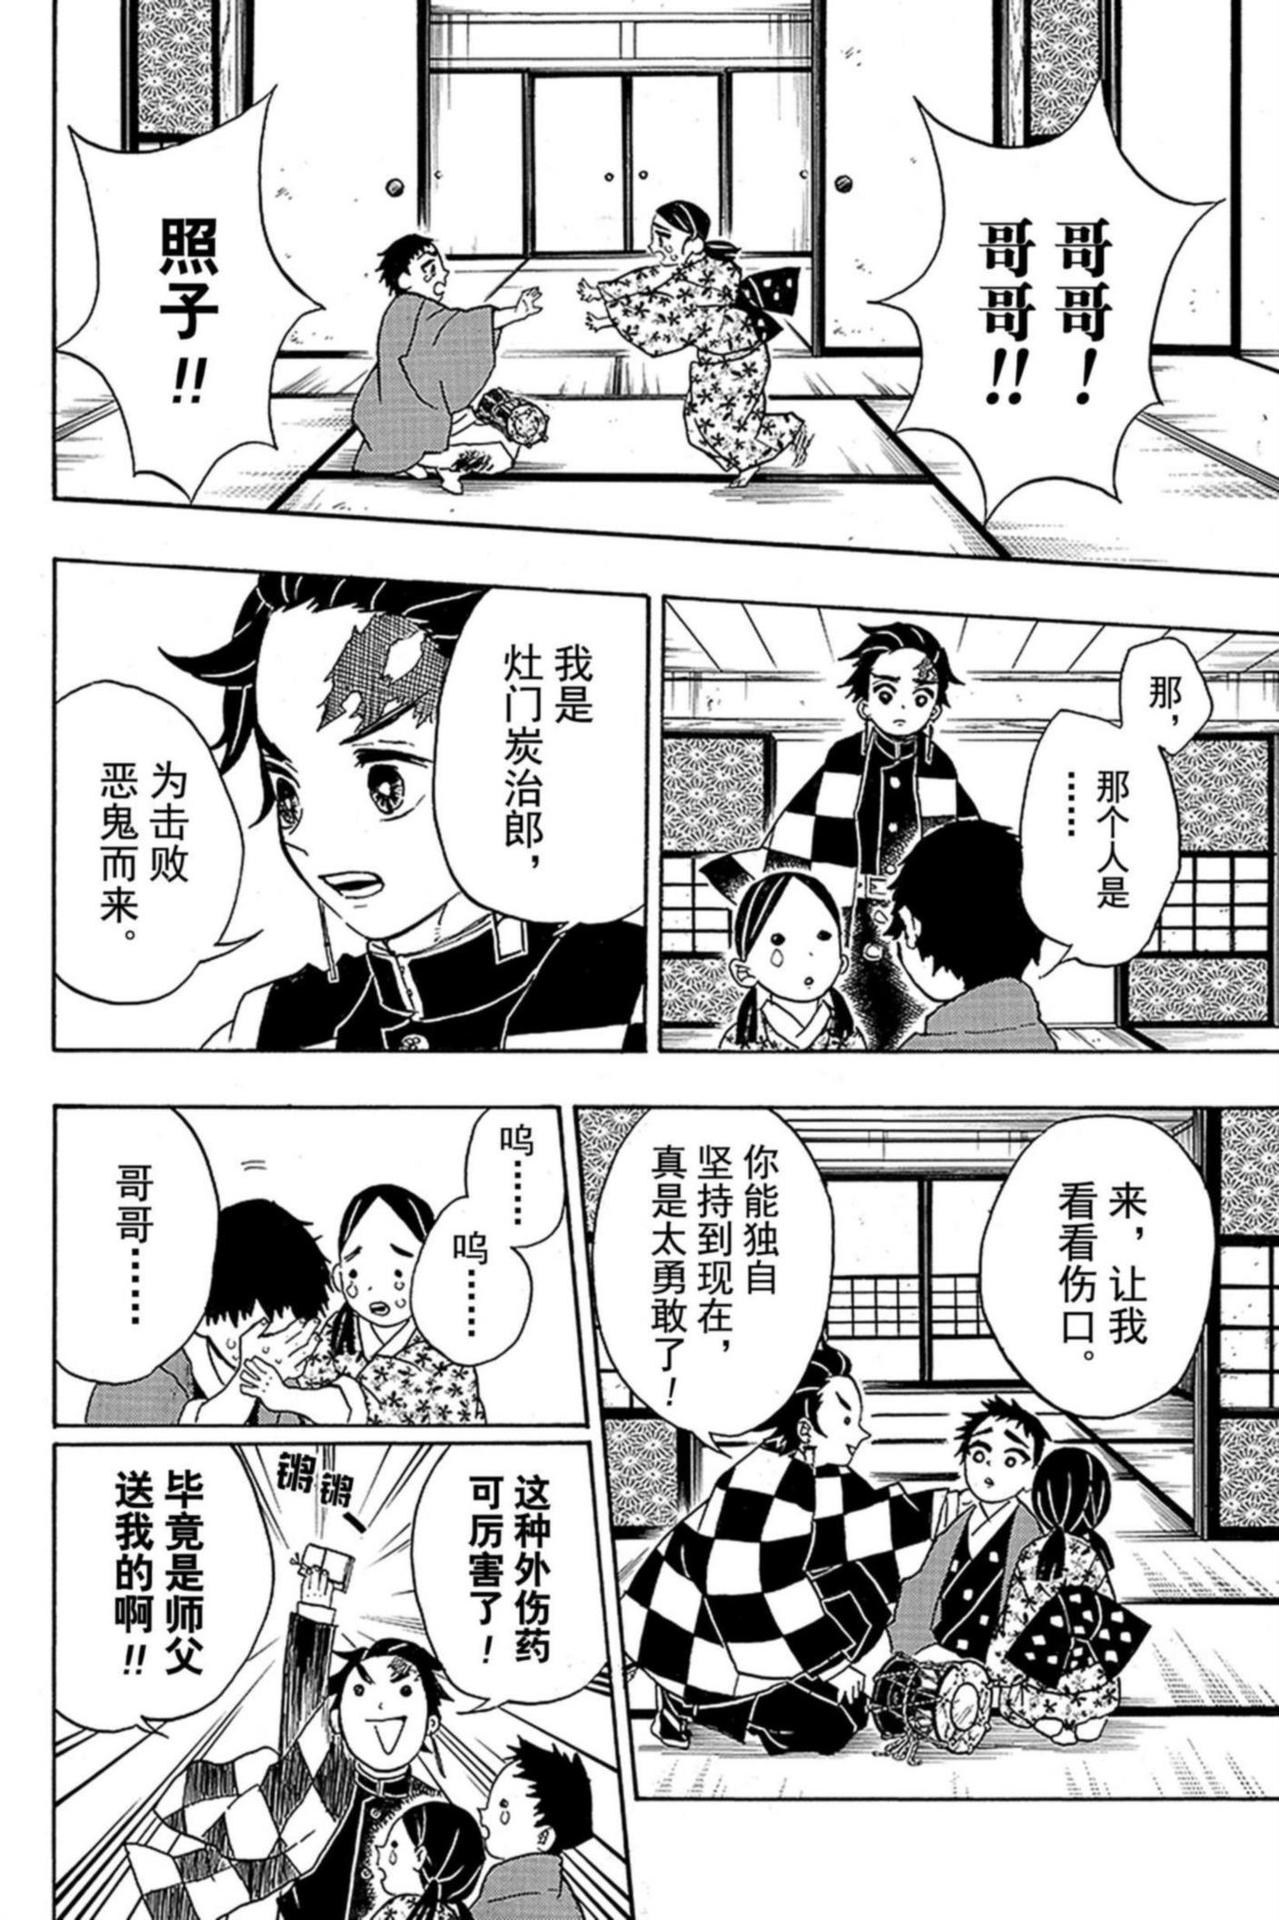 哥哥！
哥哥!!
照子!!
那，
那个人是
……
我是
灶门炭治郎，
为击败
恶鬼而来。
来，让我
看看伤口。
你能独自
坚持到现在，
真是太勇敢了！
呜……
呜……
哥哥……
这种外伤药
可厉害了！
锵锵
毕竟是师父
送我的啊!!